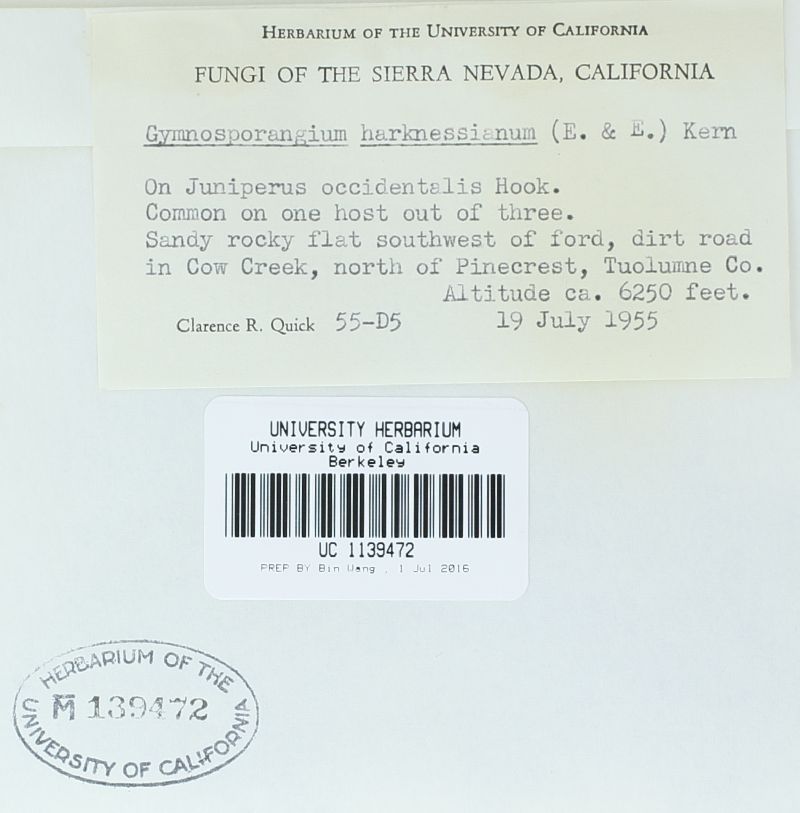 HERBARIUM OF THE UNIVERSITY OF CALIFORNIA
FUNGI OF THE SIERRA NEVADA, CALIFORNIA
Gymnosporangium harknessianum (E. & E.) Kern
On Juniperus occidentalis Hook.
Common on one host out of three.
Sandy rocky flat southwest of ford, dirt road
in Cow Creek, north of Pinecrest, Tuolumne Co.
Altitude ca. 6250 feet.
Clarence R. Quick 55-D5 19 July 1955
UNIVERSITY HERBARIUM
University of California
Berkeley
UC 1139472
PREP BY Bin Wang , 1 Jul 2016
HERBARIUM OF THE
M̅ 139472
UNIVERSITY OF CALIFORNIA